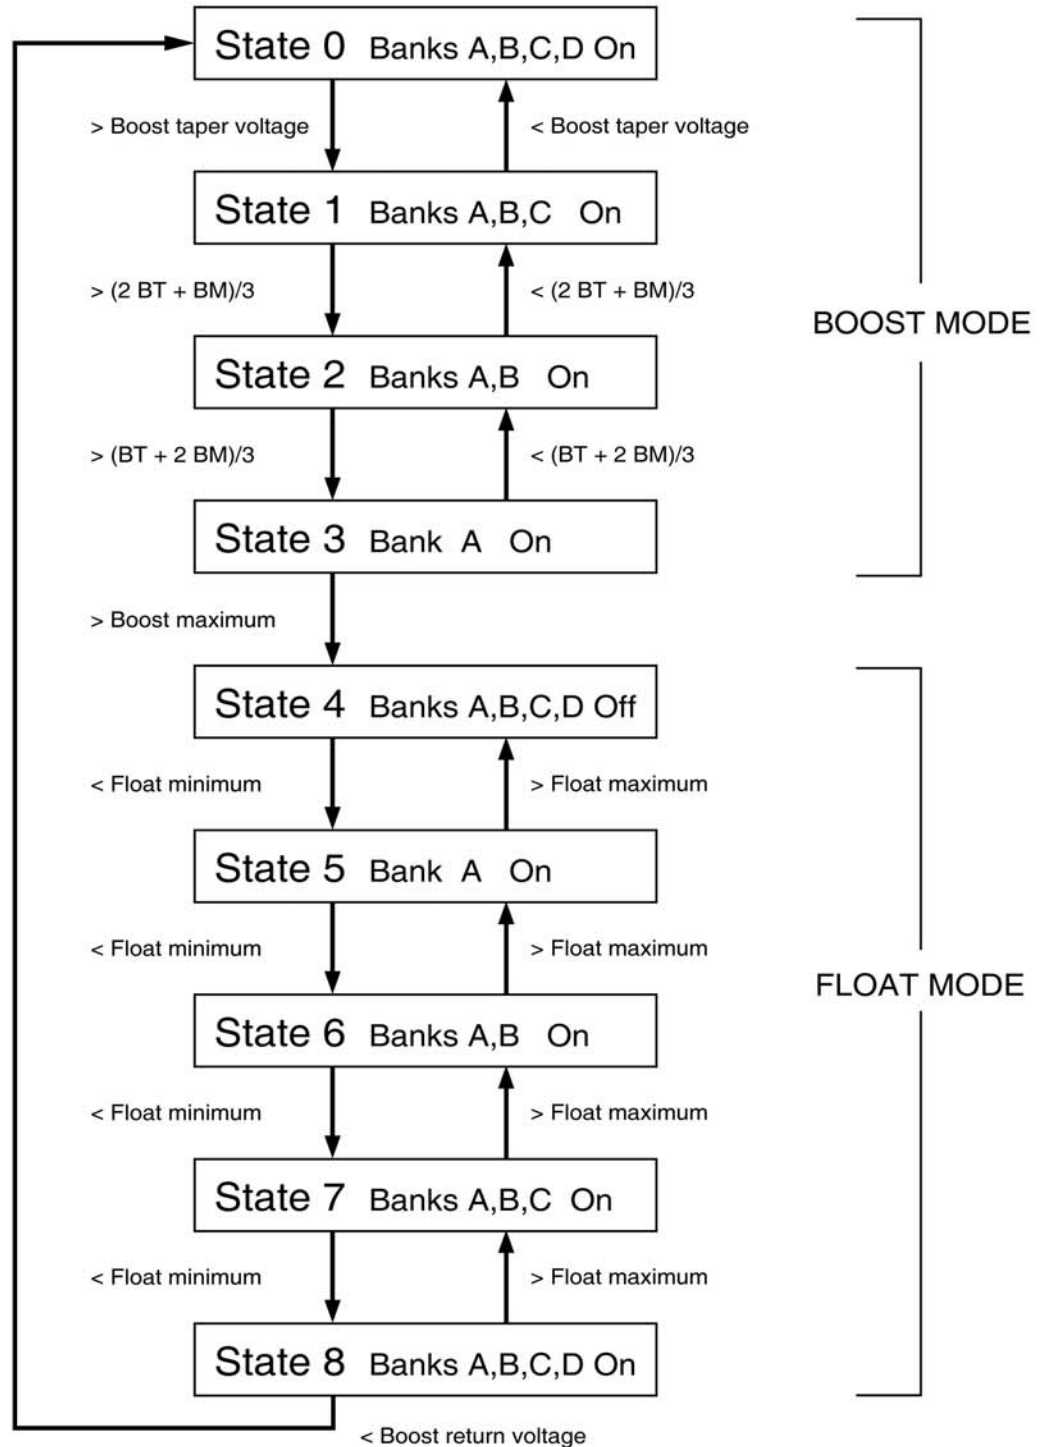 State 0 Banks A,B,C,D On
> Boost taper voltage
< Boost taper voltage
State 1 Banks A,B,C On
> (2 BT + BM)/3
< (2 BT + BM)/3
BOOST MODE
State 2 Banks A,B On
> (BT + 2 BM)/3
< (BT + 2 BM)/3
State 3 Bank A On
> Boost maximum
State 4 Banks A,B,C,D Off
< Float minimum
> Float maximum
State 5 Bank A On
< Float minimum
> Float maximum
FLOAT MODE
State 6 Banks A,B On
< Float minimum
> Float maximum
State 7 Banks A,B,C On
< Float minimum
> Float maximum
State 8 Banks A,B,C,D On
< Boost return voltage